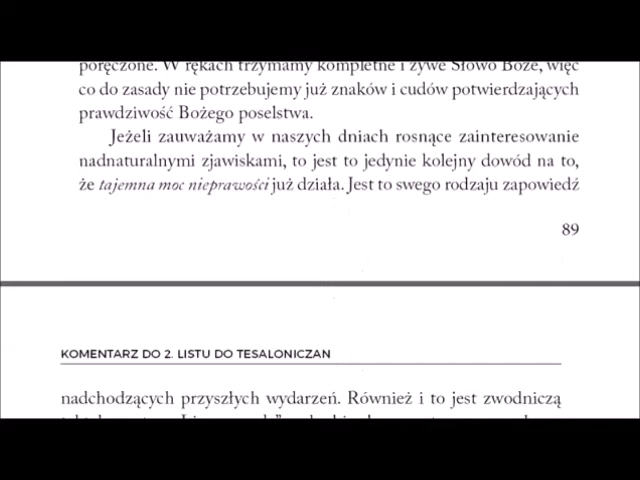 poręczone. W rękach trzymamy kompletne i żywe Słowo Boże, więc
co do zasady nie potrzebujemy już znaków i cudów potwierdzających
prawdziwość Bożego poselstwa.
Jeżeli zauważamy w naszych dniach rosnące zainteresowanie
nadnaturalnymi zjawiskami, to jest to jedynie kolejny dowód na to,
że tajemna moc nieprawości już działa. Jest to swego rodzaju zapowiedź
89
KOMENTARZ DO 2. LISTU DO TESALONICZAN
nadchodzących przyszłych wydarzeń. Również i to jest zwodniczą